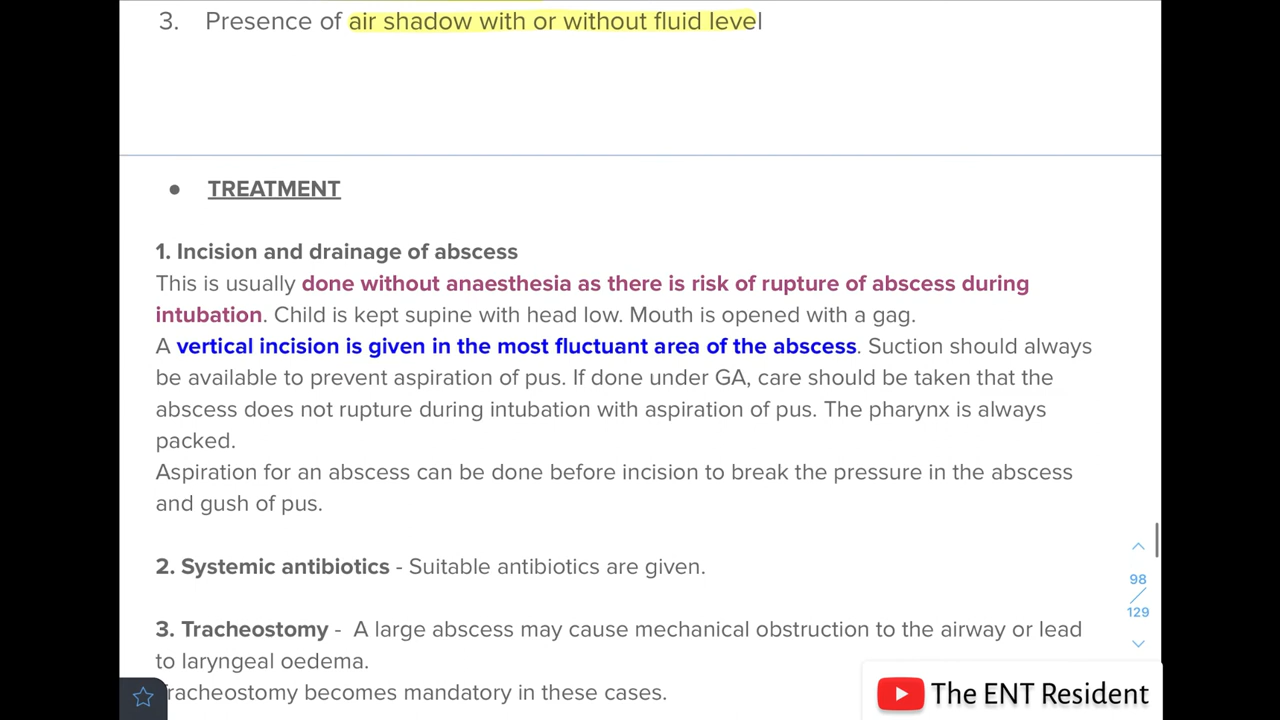 3. Presence of air shadow with or without fluid level
● TREATMENT
1. Incision and drainage of abscess
This is usually done without anaesthesia as there is risk of rupture of abscess during
intubation. Child is kept supine with head low. Mouth is opened with a gag.
A vertical incision is given in the most fluctuant area of the abscess. Suction should always
be available to prevent aspiration of pus. If done under GA, care should be taken that the
abscess does not rupture during intubation with aspiration of pus. The pharynx is always
packed.
Aspiration for an abscess can be done before incision to break the pressure in the abscess
and gush of pus.
2. Systemic antibiotics - Suitable antibiotics are given.
3. Tracheostomy - A large abscess may cause mechanical obstruction to the airway or lead
to laryngeal oedema.
Tracheostomy becomes mandatory in these cases.
98
129
The ENT Resident